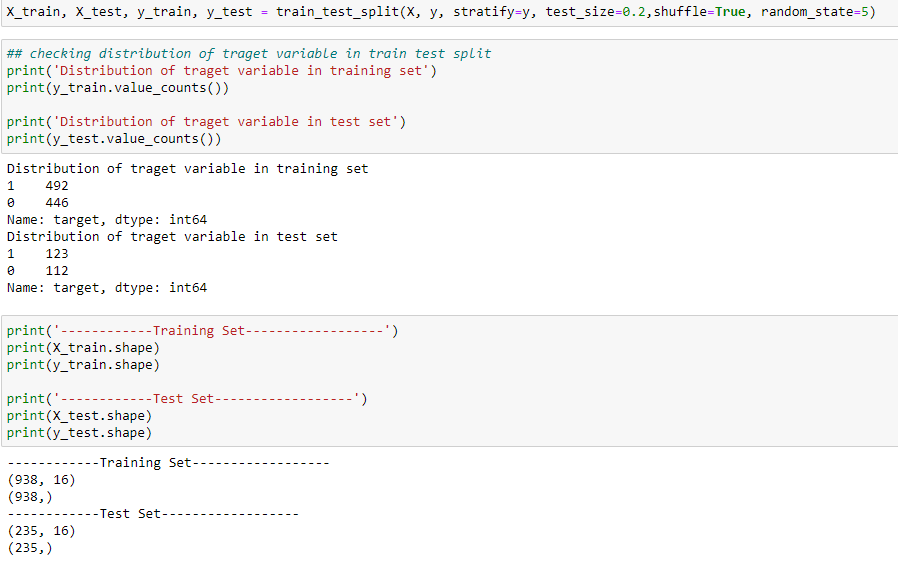 X_train, X_test, y_train, y_test = train_test_split(X, y, stratify=y, test_size=0.2,shuffle=True, random_state=5)
## checking distribution of traget variable in train test split
print('Distribution of traget variable in training set')
print(y_train.value_counts())
print('Distribution of traget variable in test set')
print(y_test.value_counts())
Distribution of traget variable in training set
1    492
0    446
Name: target, dtype: int64
Distribution of traget variable in test set
1    123
0    112
Name: target, dtype: int64
print('------------Training Set------------------')
print(X_train.shape)
print(y_train.shape)
print('------------Test Set------------------')
print(X_test.shape)
print(y_test.shape)
------------Training Set------------------
(938, 16)
(938,)
------------Test Set------------------
(235, 16)
(235,)